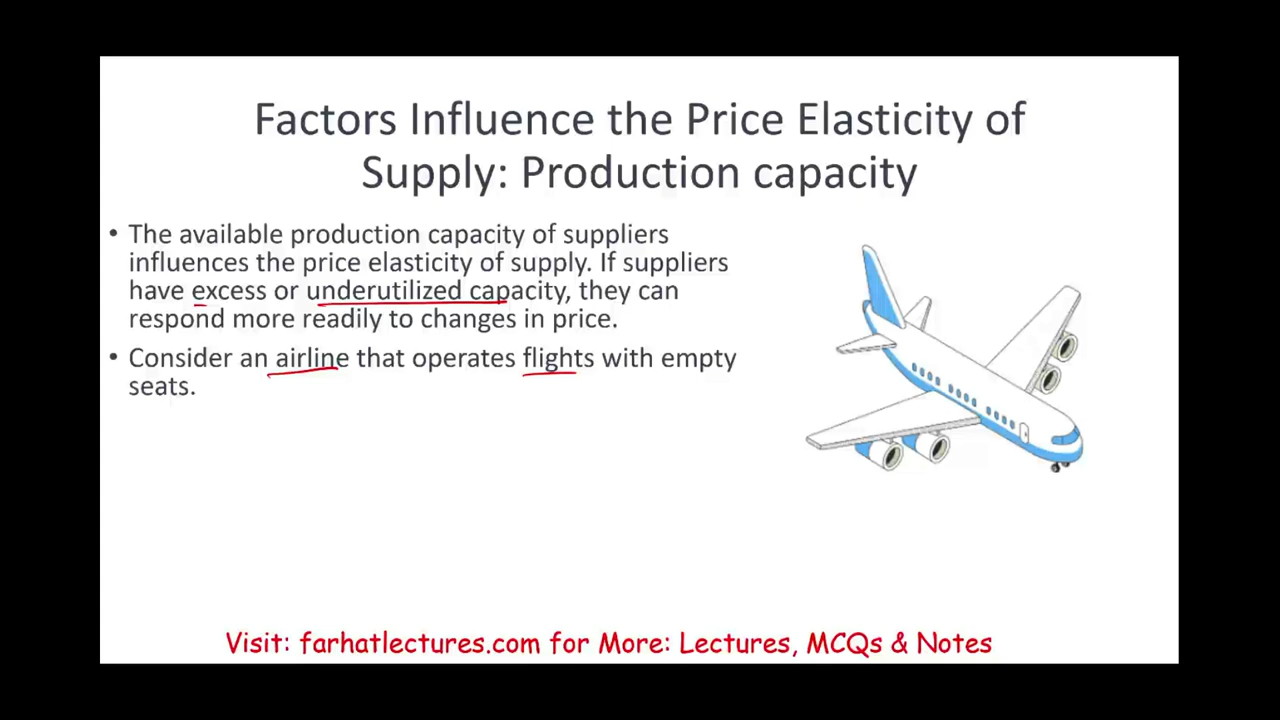 Factors Influence the Price Elasticity of
Supply: Production capacity
• The available production capacity of suppliers
influences the price elasticity of supply. If suppliers
have excess or underutilized capacity, they can
respond more readily to changes in price.
• Consider an airline that operates flights with empty
seats.
Visit: farhatlectures.com for More: Lectures, MCQs & Notes